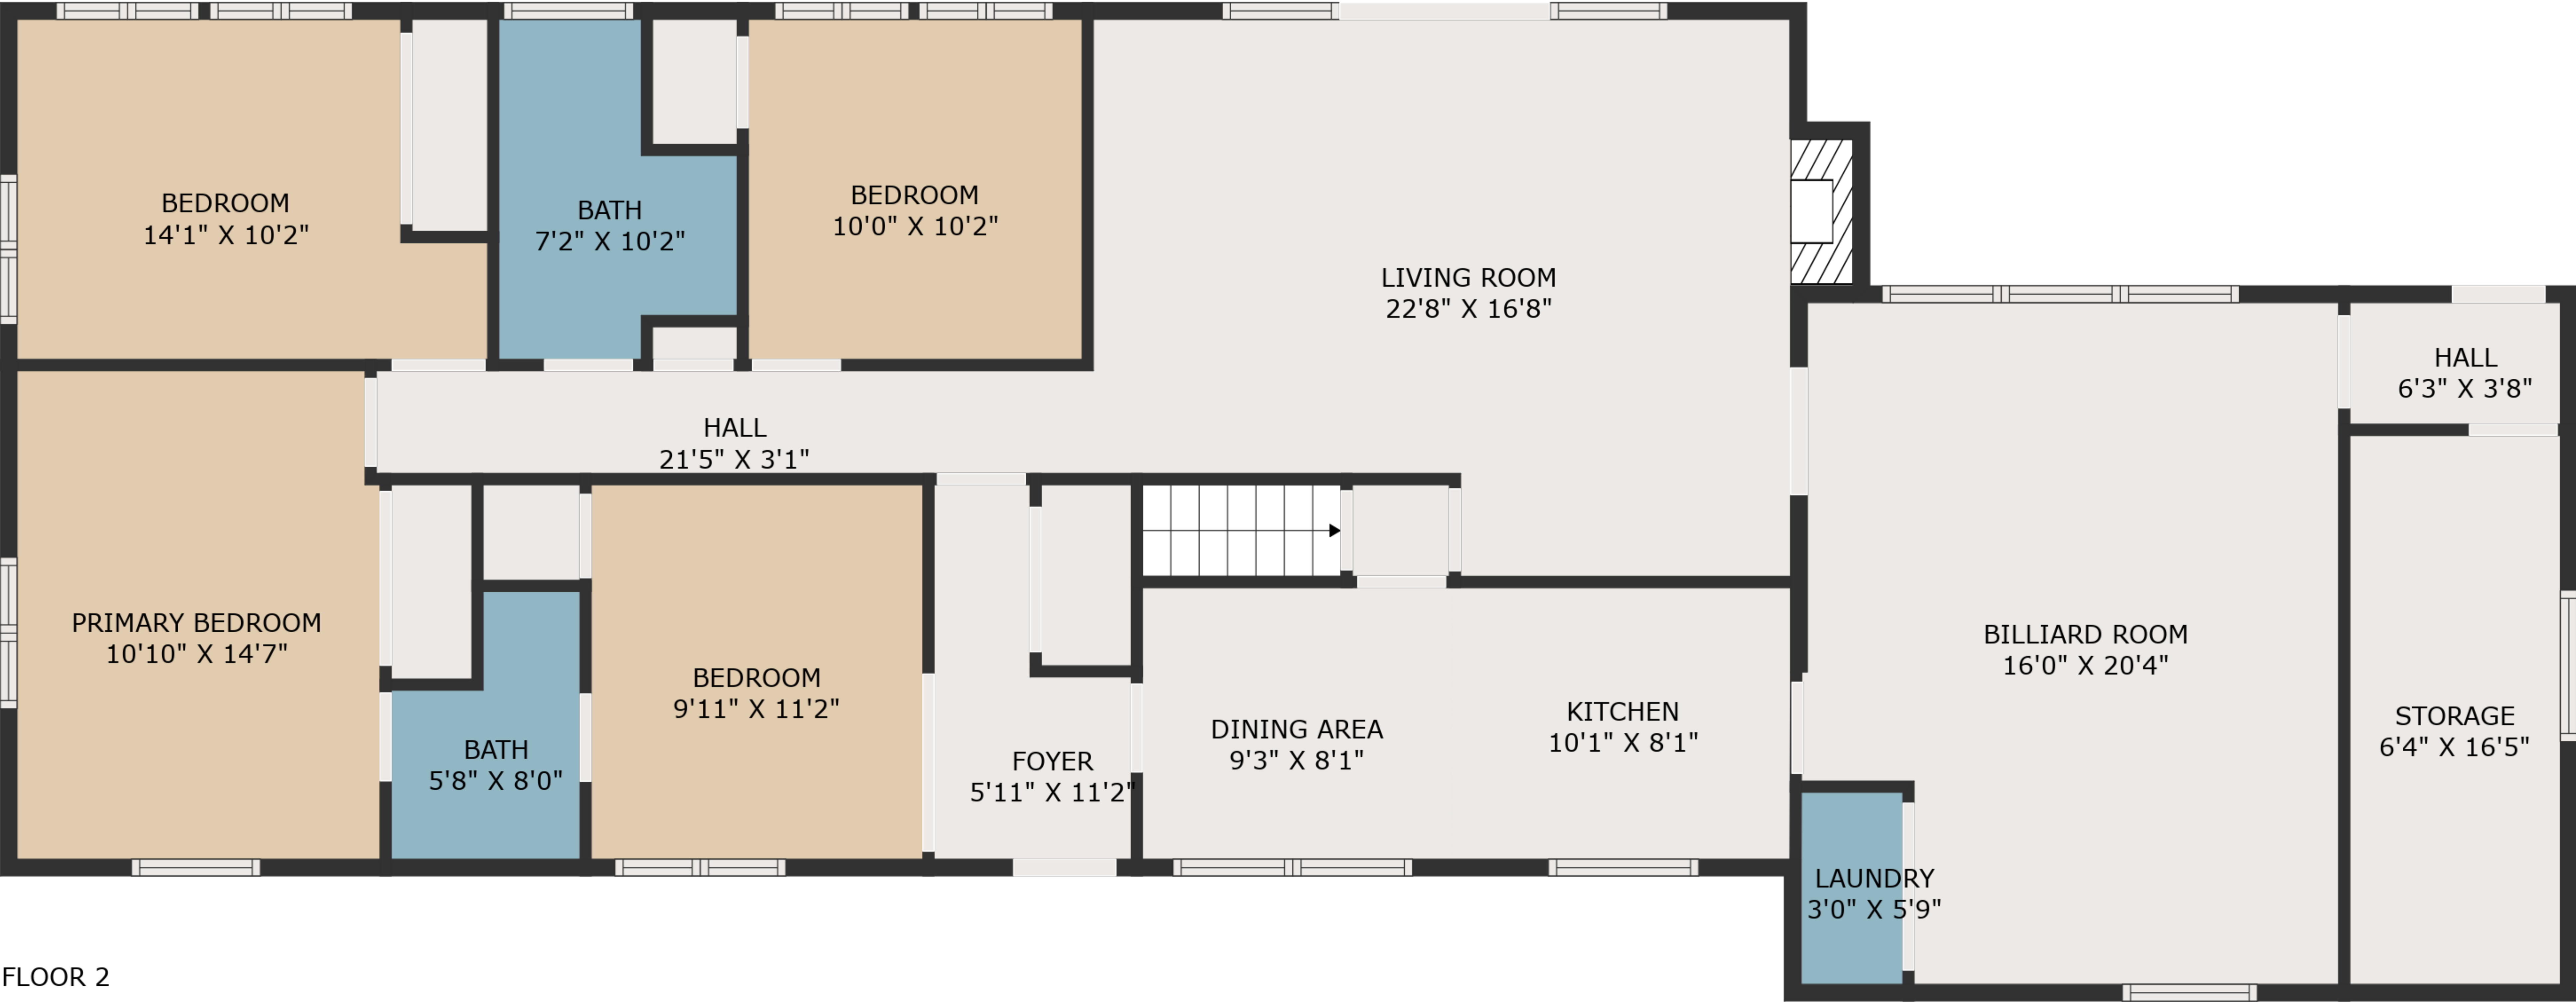 BEDROOM
14'1" X 10'2"
BATH
7'2" X 10'2"
BEDROOM
10'0" X 10'2"
LIVING ROOM
22'8" X 16'8"
HALL
6'3" X 3'8"
HALL
21'5" X 3'1"
PRIMARY BEDROOM
10'10" X 14'7"
BATH
5'8" X 8'0"
BEDROOM
9'11" X 11'2"
FOYER
5'11" X 11'2"
DINING AREA
9'3" X 8'1"
KITCHEN
10'1" X 8'1"
BILLIARD ROOM
16'0" X 20'4"
STORAGE
6'4" X 16'5"
LAUNDRY
3'0" X 5'9"
FLOOR 2